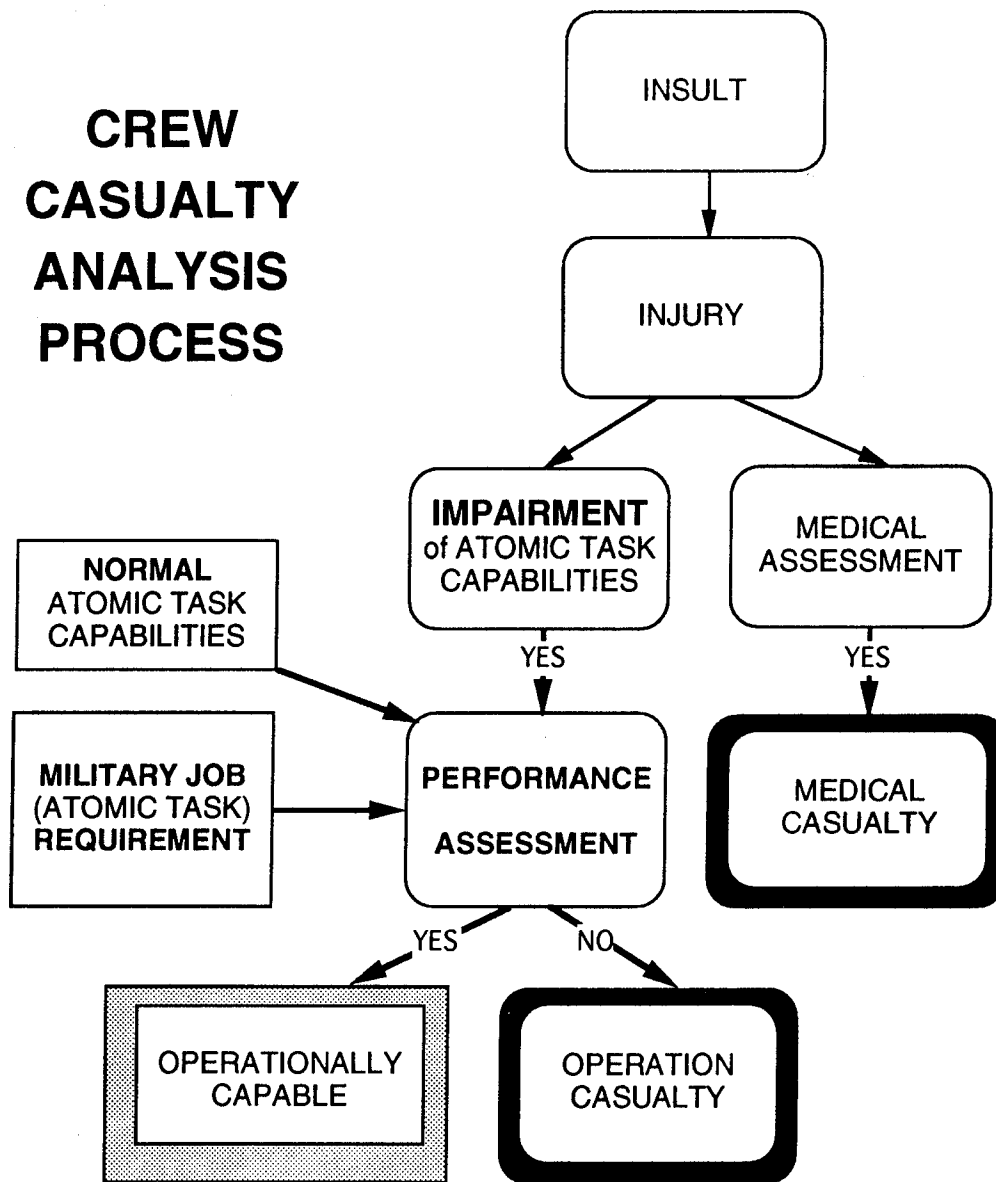 CREW
CASUALTY
ANALYSIS
PROCESS
INSULT
INJURY
IMPAIRMENT
of ATOMIC TASK
CAPABILITIES
MEDICAL
ASSESSMENT
NORMAL
ATOMIC TASK
CAPABILITIES
YES
YES
MILITARY JOB
(ATOMIC TASK)
REQUIREMENT
PERFORMANCE
ASSESSMENT
MEDICAL
CASUALTY
YES
NO
OPERATIONALLY
CAPABLE
OPERATION
CASUALTY